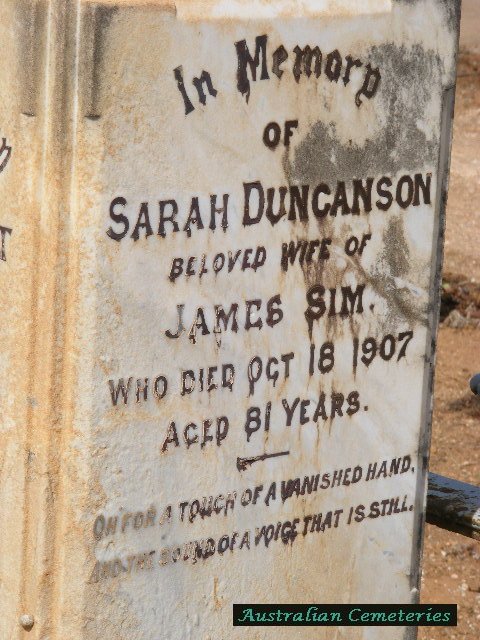 In Memory
OF
SARAH DUNCANSON
BELOVED WIFE OF
JAMES SIM.
WHO DIED OCT 18 1907
AGED 81 YEARS.
OH FOR A TOUCH OF A VANISHED HAND,
AND THE SOUND OF A VOICE THAT IS STILL.
Australian Cemeteries